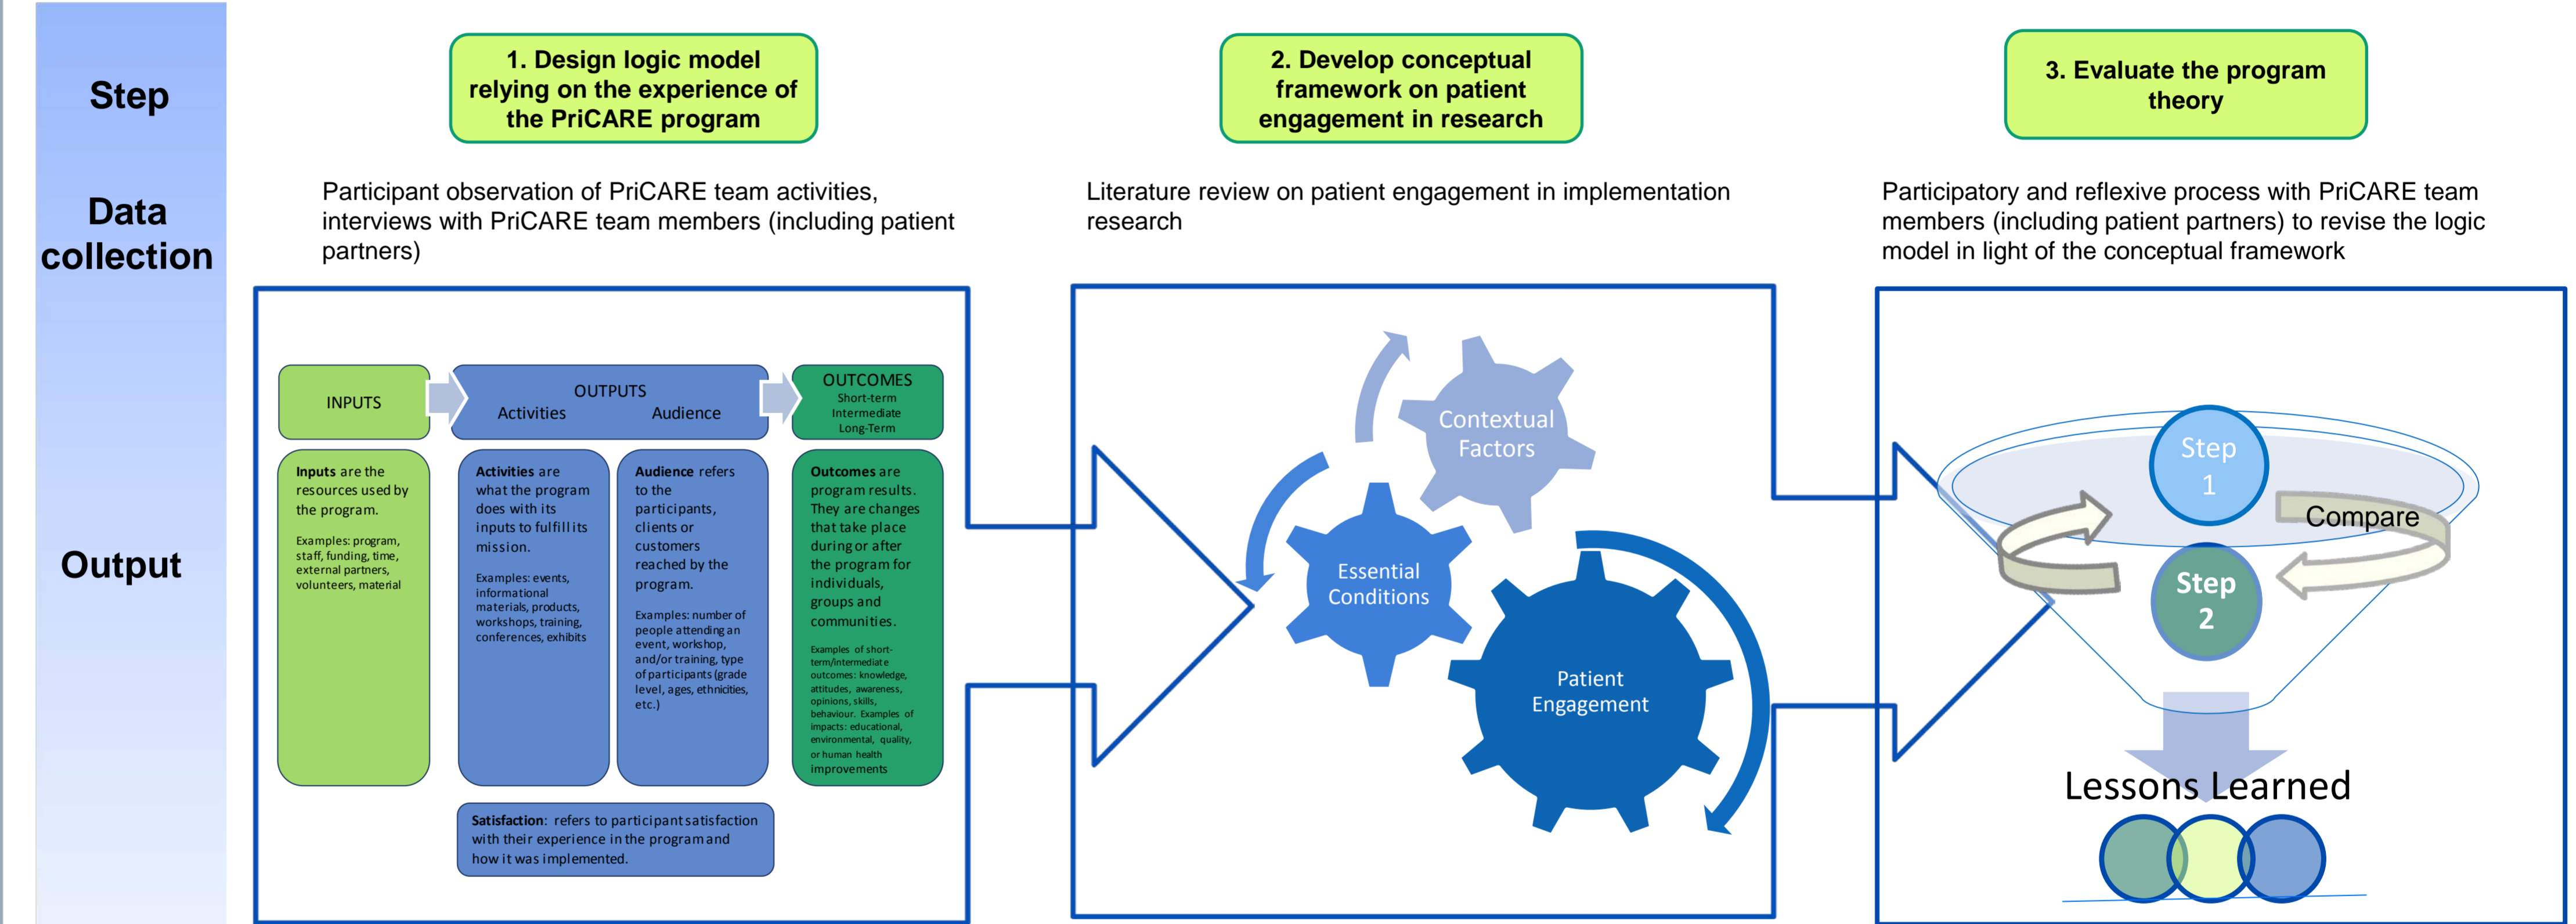 Step
1. Design logic model
relying on the experience of
the PriCARE program
2. Develop conceptual
framework on patient
engagement in research
3. Evaluate the program
theory
Data
collection
Participant observation of PriCARE team activities,
interviews with PriCARE team members (including patient
partners)
Literature review on patient engagement in implementation
research
Participatory and reflexive process with PriCARE team
members (including patient partners) to revise the logic
model in light of the conceptual framework
Output
INPUTS
OUTPUTS
Activities
Audience
OUTCOMES
Short-term
Intermediate
Long-Term
Inputs are the
resources used by
the program.
Examples: program,
staff, funding, time,
external partners,
volunteers, material
Activities are
what the program
does with its
inputs to fulfill its
mission.
Examples: events,
informational
materials, products,
workshops, training,
conferences, exhibits
Audience refers
to the
participants,
clients or
customers
reached by the
program.
Examples: number of
people attending an
event, workshop,
and/or training, type
of participants (grade
level, ages, ethnicities,
etc.)
Outcomes are
program results.
They are changes
that take place
during or after
the program for
individuals,
groups and
communities.
Examples of short-
term/intermediate
outcomes: knowledge,
attitudes, awareness,
opinions, skills,
behaviour. Examples of
impacts: educational,
environmental, quality,
or human health
improvements
Satisfaction: refers to participant satisfaction
with their experience in the program and
how it was implemented.
Contextual
Factors
Essential
Conditions
Patient
Engagement
Step
1
Compare
Step
2
Lessons Learned